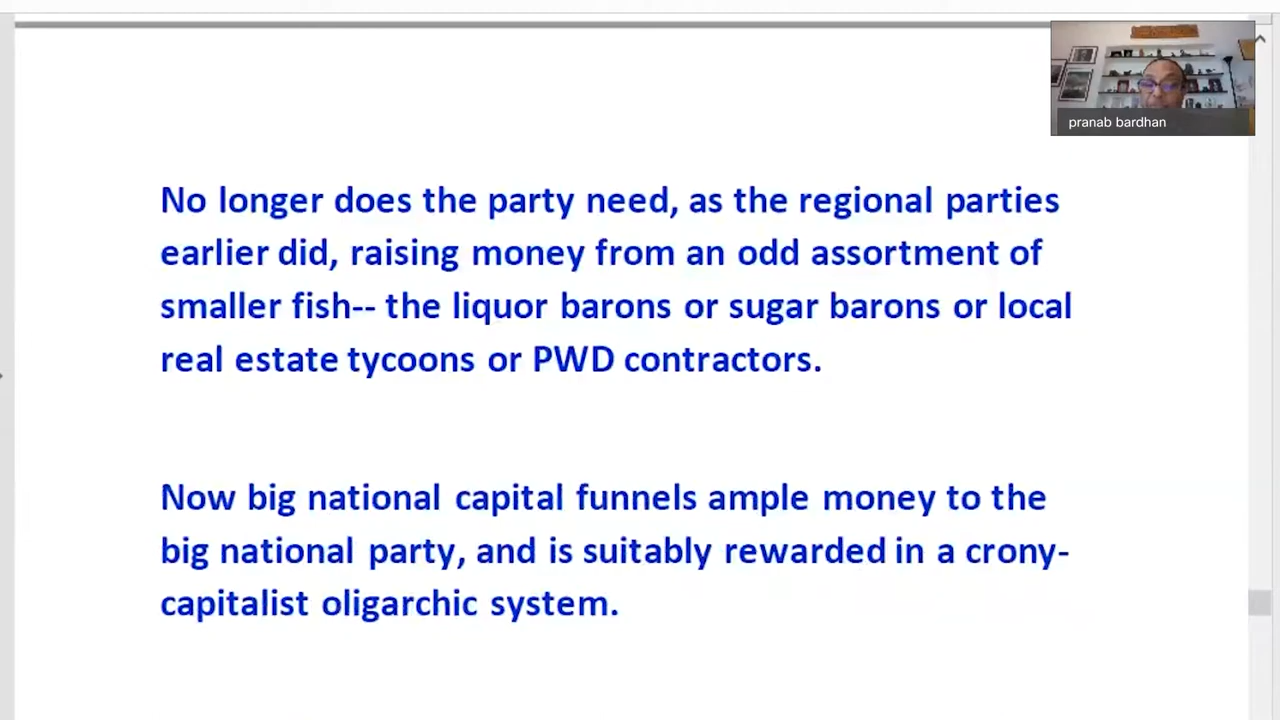 pranab bardhan
No longer does the party need, as the regional parties
earlier did, raising money from an odd assortment of
smaller fish-- the liquor barons or sugar barons or local
real estate tycoons or PWD contractors.
Now big national capital funnels ample money to the
big national party, and is suitably rewarded in a crony-
capitalist oligarchic system.